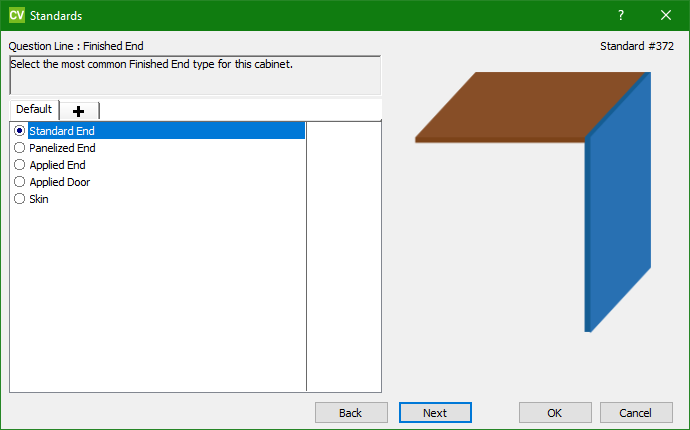 CV Standards ?
Question Line : Finished End Standard #372
Select the most common Finished End type for this cabinet.
Default
Standard End
Panelized End
Applied End
Applied Door
Skin
Back Next OK Cancel